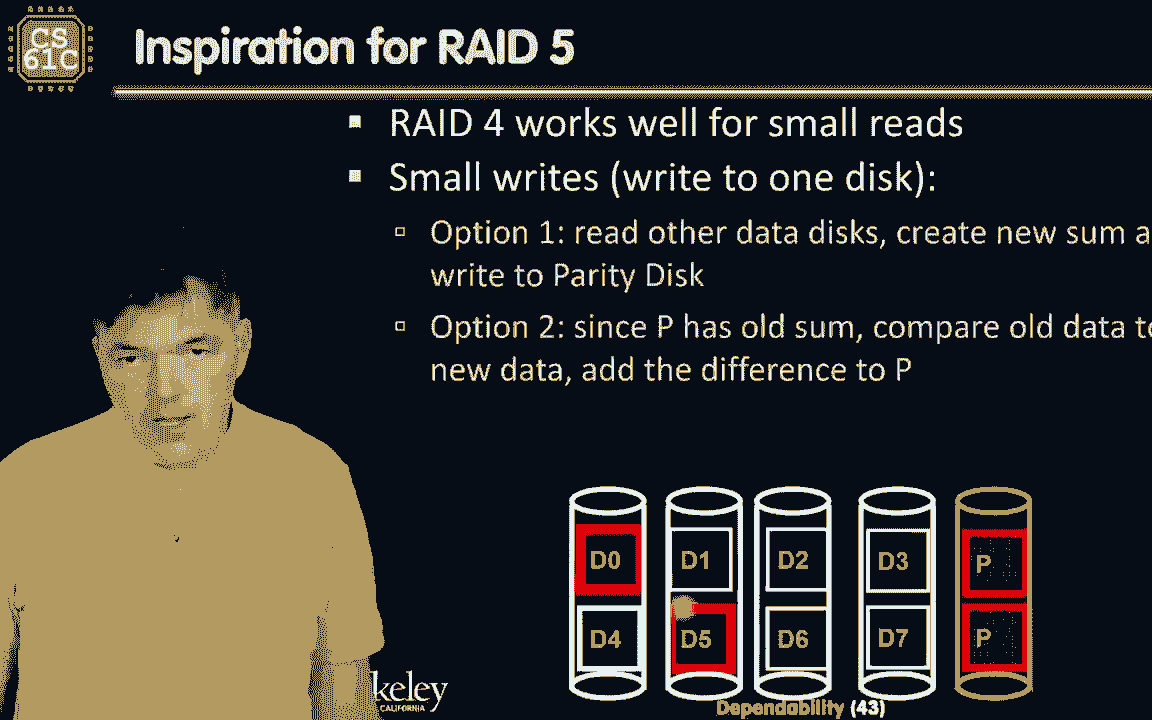 CS
61C
Inspiration for RAID 5
RAID 4 works well for small reads
Small writes (write to one disk):
Option 1: read other data disks, create new sum a
write to Parity Disk
Option 2: since P has old sum, compare old data to
new data, add the difference to P
D0 D1 D2 D3 P
D4 D5 D6 D7 P
keley
CALIFORNIA
Dependability (43)